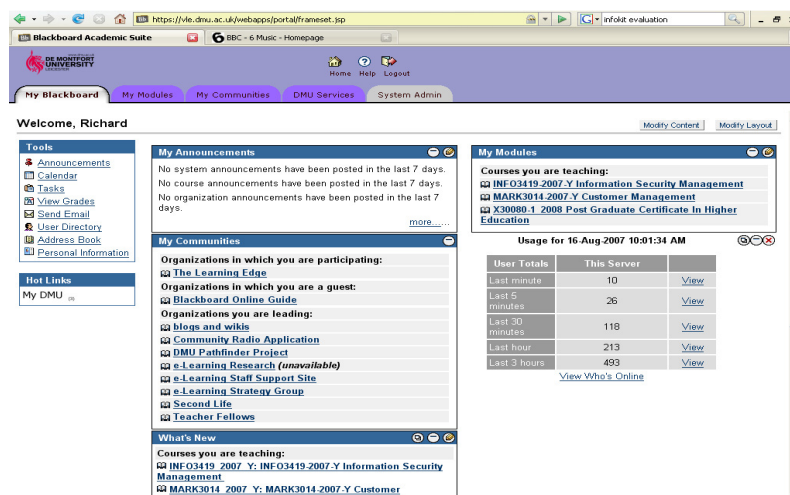 https://vle.dmu.ac.uk/webapps/portal/frameset.jsp
infokit evaluation
Blackboard Academic Suite
BBC - 6 Music - Homepage
DE MONTFORT
UNIVERSITY
LEICESTER
Home Help Logout
My Blackboard My Modules My Communities DMU Services System Admin
Welcome, Richard
Modify Content Modify Layout
Tools
Announcements
Calendar
Tasks
View Grades
Send Email
User Directory
Address Book
Personal Information
Hot Links
My DMU
My Announcements
No system announcements have been posted in the last 7 days.
No course announcements have been posted in the last 7 days.
No organization announcements have been posted in the last 7
days.
more.....
My Communities
Organizations in which you are participating:
The Learning Edge
Organizations in which you are a guest:
Blackboard Online Guide
Organizations you are leading:
blogs and wikis
Community Radio Application
DMU Pathfinder Project
e-Learning Research (unavailable)
e-Learning Staff Support Site
e-Learning Strategy Group
Second Life
Teacher Fellows
What's New
Courses you are teaching:
INFO3419_2007_Y: INFO3419-2007-Y Information Security
Management
MARK3014_2007_Y: MARK3014-2007-Y Customer
My Modules
Courses you are teaching:
INFO3419-2007-Y Information Security Management
MARK3014-2007-Y Customer Management
X30080-1_2008 Post Graduate Certificate In Higher
Education
Usage for 16-Aug-2007 10:01:34 AM
User Totals This Server
Last minute 10 View
Last 5
minutes 26 View
Last 30
minutes 118 View
Last hour 213 View
Last 3 hours 493 View
View Who's Online